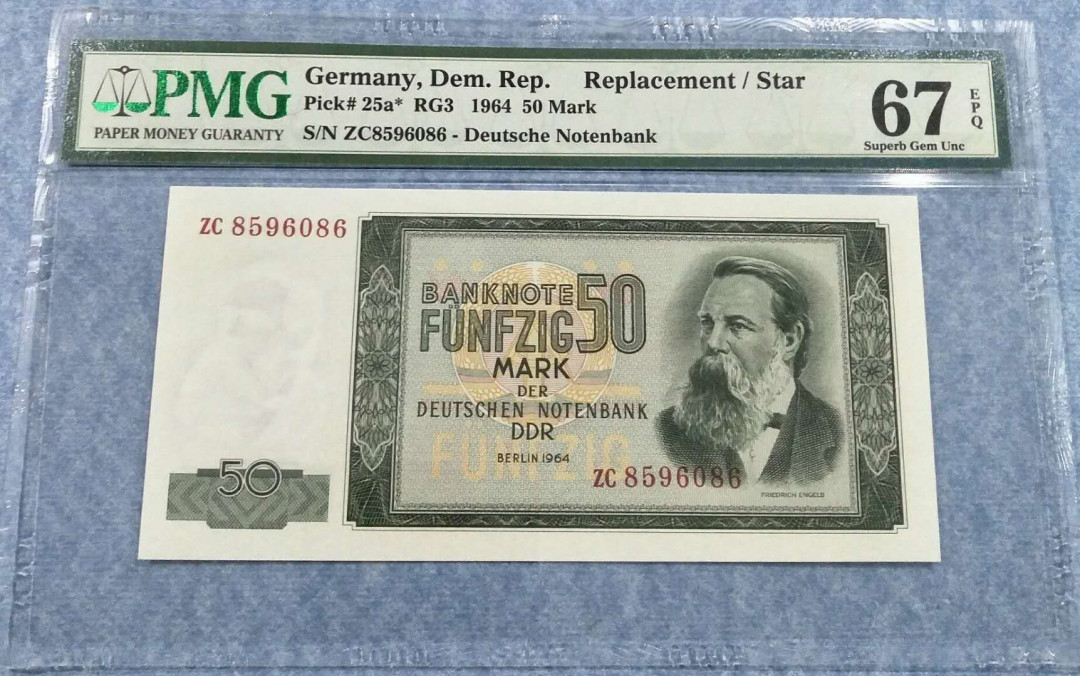 PMG
PAPER MONEY GUARANTY
Germany, Dem. Rep. Replacement / Star
Pick# 25a* RG3 1964 50 Mark
S/N ZC8596086 - Deutsche Notenbank
67
EPQ
Superb Gem Unc
ZC 8596086
BANKNOTE
FÜNFZIG 50
MARK
DER
DEUTSCHEN NOTENBANK
DDR
BERLIN 1964
FÜNFZIG
ZC 8596086
FRIEDRICH ENGELS
50